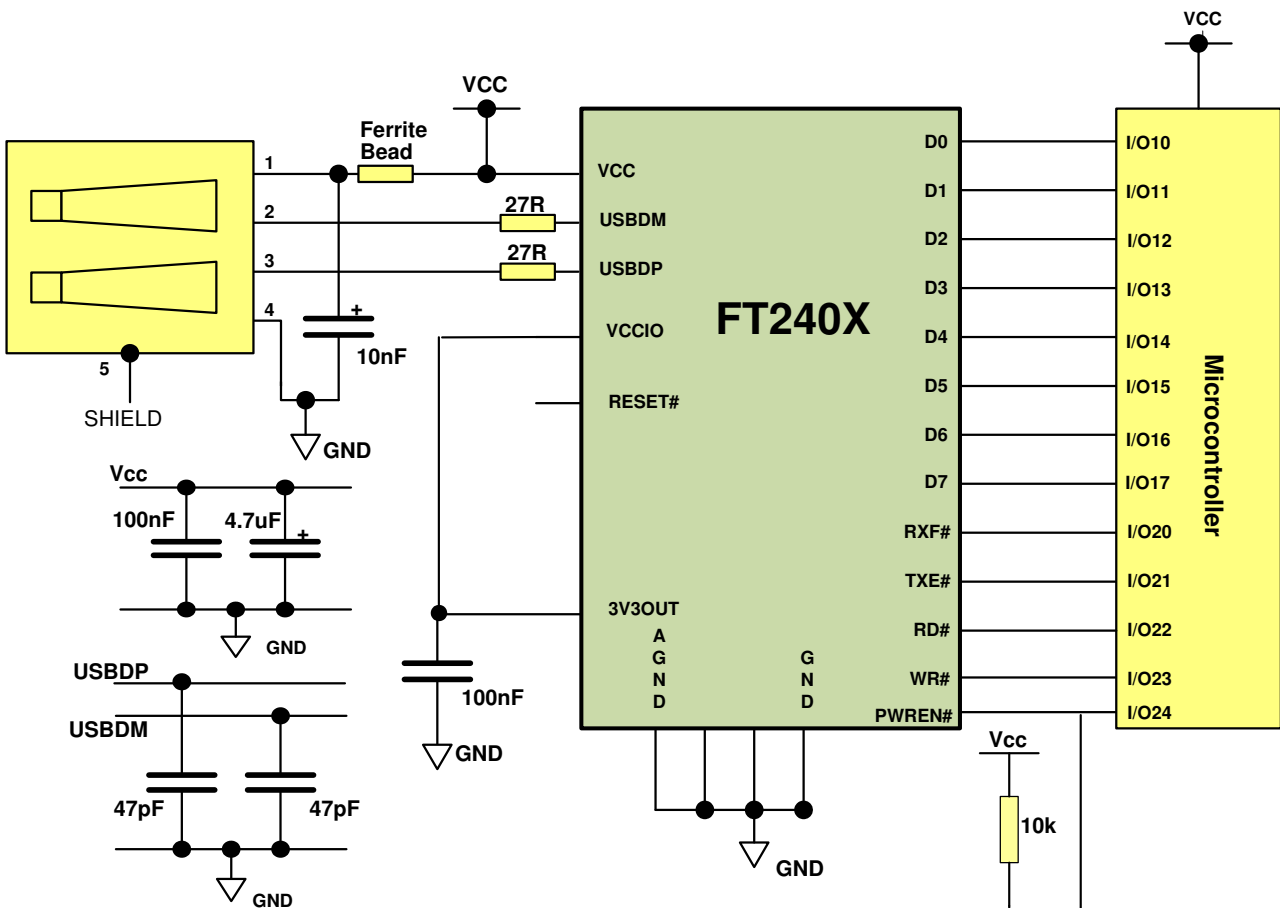 VCC
VCC
Ferrite
Bead
1
2
3
4
5
SHIELD
27R
27R
10nF
GND
VCC
USBDM
USBDP
VCCIO
RESET#
3V3OUT
AGND
GND
FT240X
D0
D1
D2
D3
D4
D5
D6
D7
RXF#
TXE#
RD#
WR#
PWREN#
I/O10
I/O11
I/O12
I/O13
I/O14
I/O15
I/O16
I/O17
I/O20
I/O21
I/O22
I/O23
I/O24
Microcontroller
Vcc
100nF
4.7uF
+
+
GND
USBDP
USBDM
47pF
47pF
GND
100nF
GND
GND
Vcc
10k